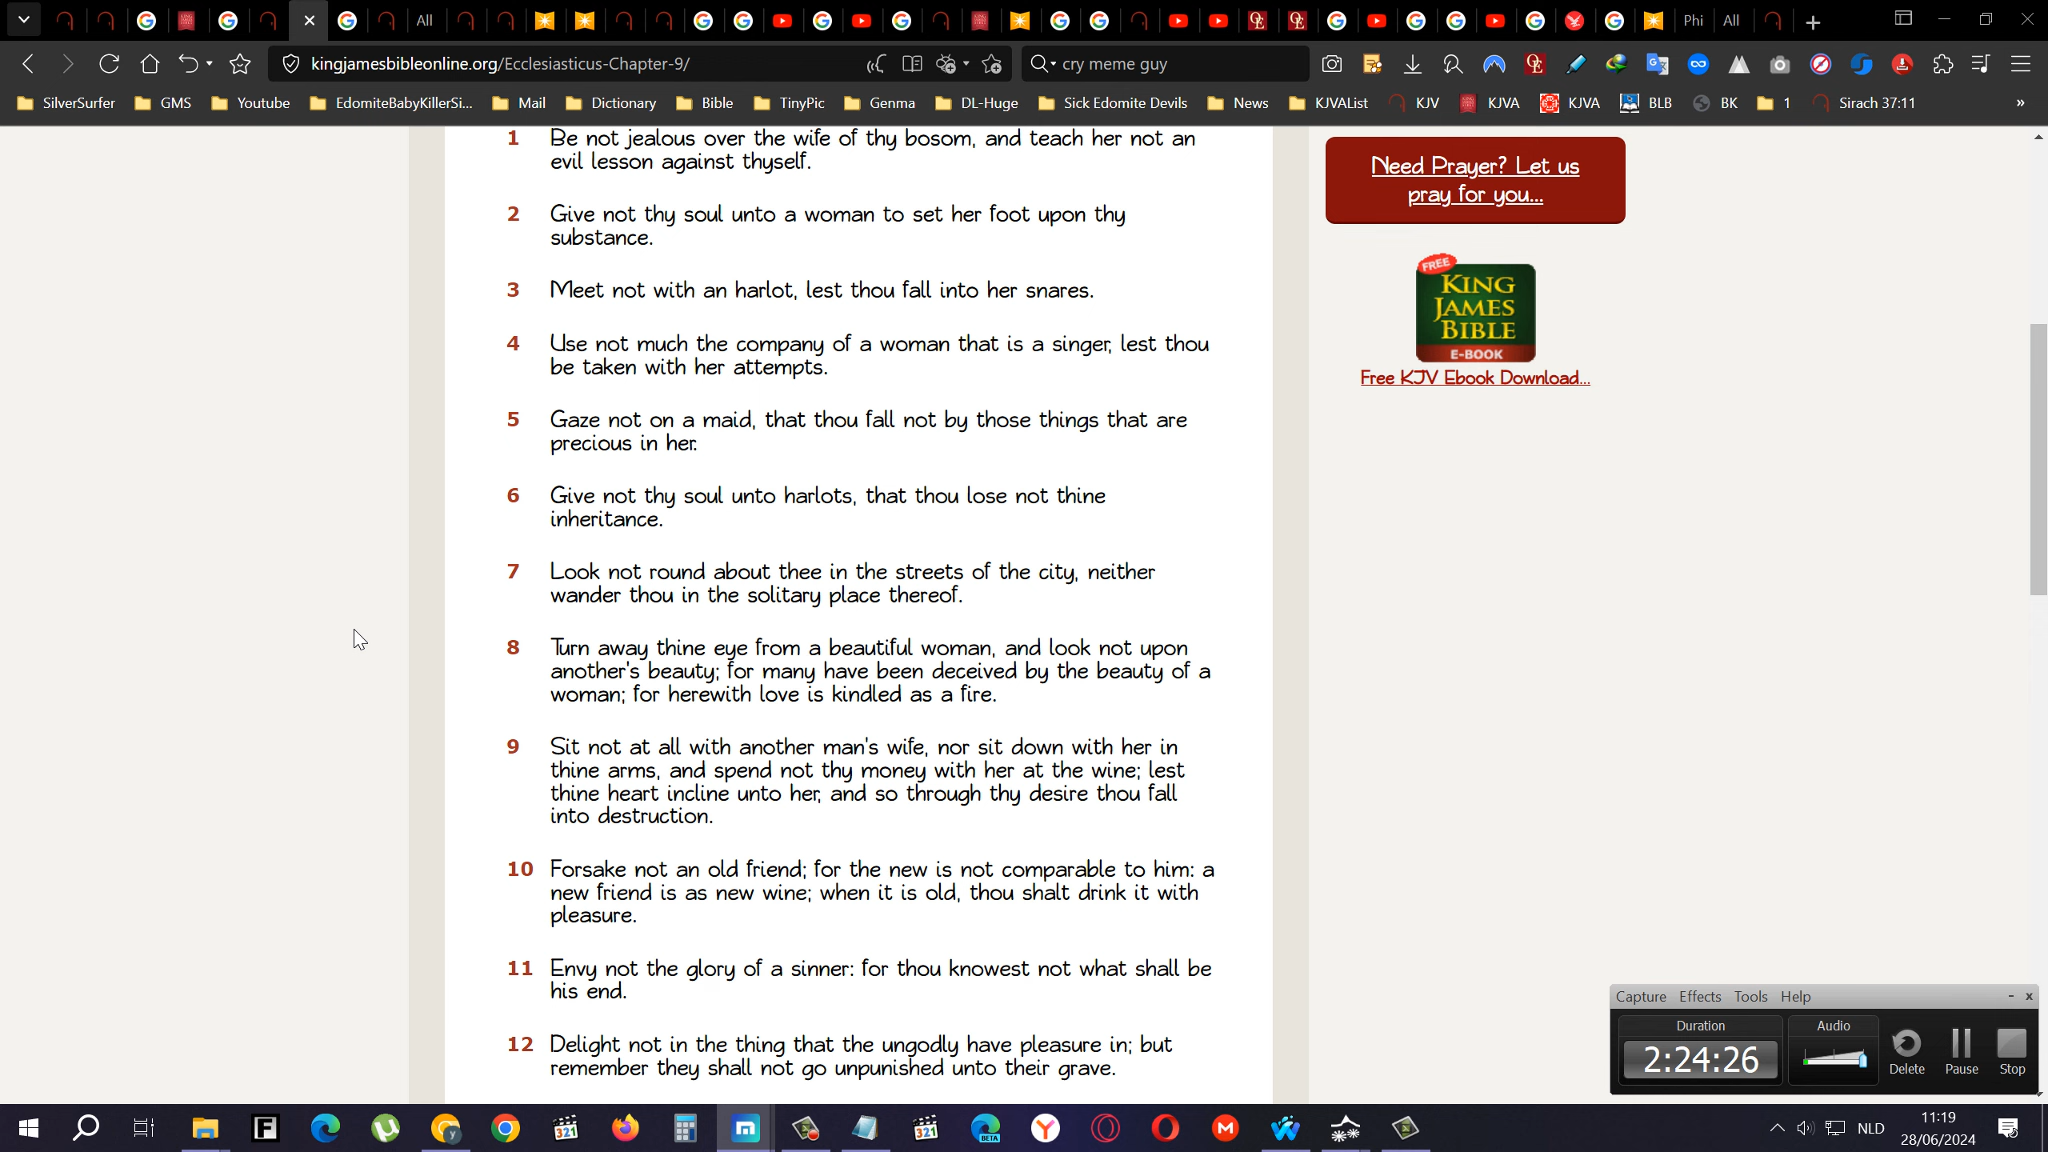 All
Phi
All
kingjamesbibleonline.org/Ecclesiasticus-Chapter-9/
cry meme guy
SilverSurfer
GMS
Youtube
EdomiteBabyKillerSi...
Mail
Dictionary
Bible
TinyPic
Genma
DL-Huge
Sick Edomite Devils
News
KJVAList
KJV
KJVA
KJVA
BLB
BK
1
Sirach 37:11
»
1 Be not jealous over the wife of thy bosom, and teach her not an
evil lesson against thyself.
2 Give not thy soul unto a woman to set her foot upon thy
substance.
3 Meet not with an harlot, lest thou fall into her snares.
4 Use not much the company of a woman that is a singer, lest thou
be taken with her attempts.
5 Gaze not on a maid, that thou fall not by those things that are
precious in her.
6 Give not thy soul unto harlots, that thou lose not thine
inheritance.
7 Look not round about thee in the streets of the city, neither
wander thou in the solitary place thereof.
8 Turn away thine eye from a beautiful woman, and look not upon
another's beauty; for many have been deceived by the beauty of a
woman; for herewith love is kindled as a fire.
9 Sit not at all with another man's wife, nor sit down with her in
thine arms, and spend not thy money with her at the wine; lest
thine heart incline unto her, and so through thy desire thou fall
into destruction.
10 Forsake not an old friend; for the new is not comparable to him: a
new friend is as new wine; when it is old, thou shalt drink it with
pleasure.
11 Envy not the glory of a sinner: for thou knowest not what shall be
his end.
12 Delight not in the thing that the ungodly have pleasure in; but
remember they shall not go unpunished unto their grave.
Need Prayer? Let us
pray for you...
FREE
KING
JAMES
BIBLE
E-BOOK
Free KJV Ebook Download...
Capture Effects Tools Help
Duration
2:24:26
Audio
Delete
Pause
Stop
NLD
11:19
28/06/2024